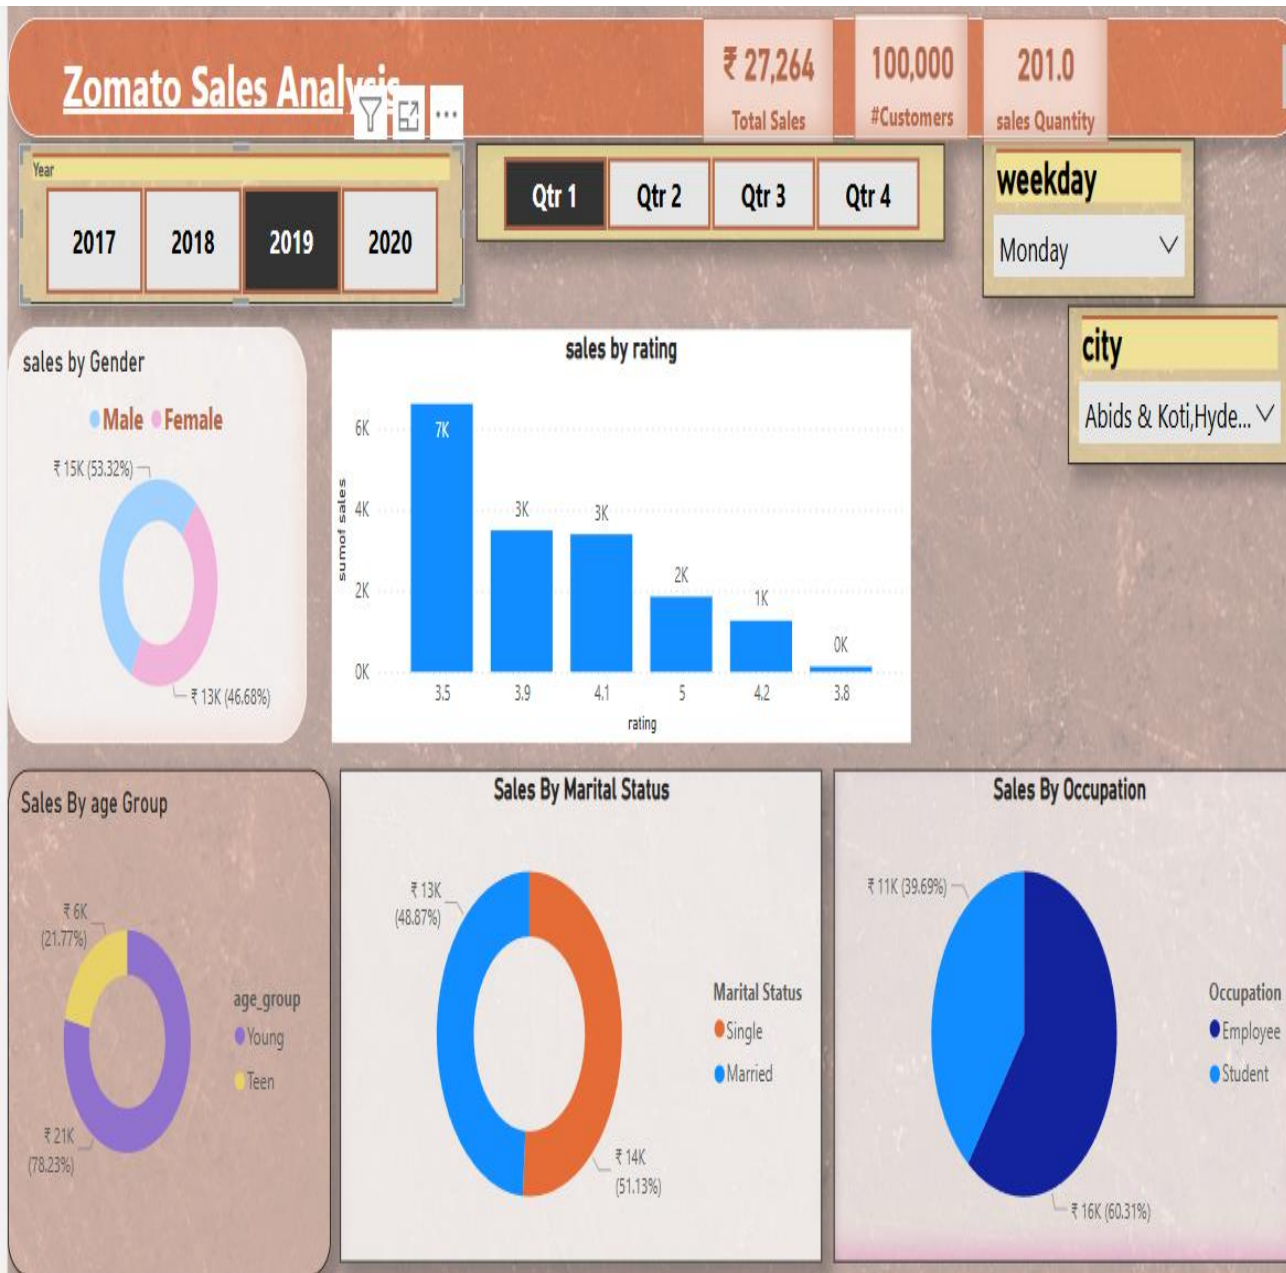 Zomato Sales Analysis
₹ 27,264
Total Sales
100,000
#Customers
201.0
sales Quantity
Year
2017 2018 2019 2020
Qtr 1 Qtr 2 Qtr 3 Qtr 4
weekday
Monday
city
Abids & Koti,Hyde...
sales by Gender
Male Female
₹ 15K (53.32%)
₹ 13K (46.68%)
sales by rating
sumof sales
6K
4K
2K
0K
7K
3K
3K
2K
1K
0K
3.5 3.9 4.1 5 4.2 3.8
rating
Sales By age Group
₹ 6K
(21.77%)
₹ 21K
(78.23%)
age_group
Young
Teen
Sales By Marital Status
₹ 13K
(48.87%)
₹ 14K
(51.13%)
Marital Status
Single
Married
Sales By Occupation
₹ 11K (39.69%)
₹ 16K (60.31%)
Occupation
Employee
Student